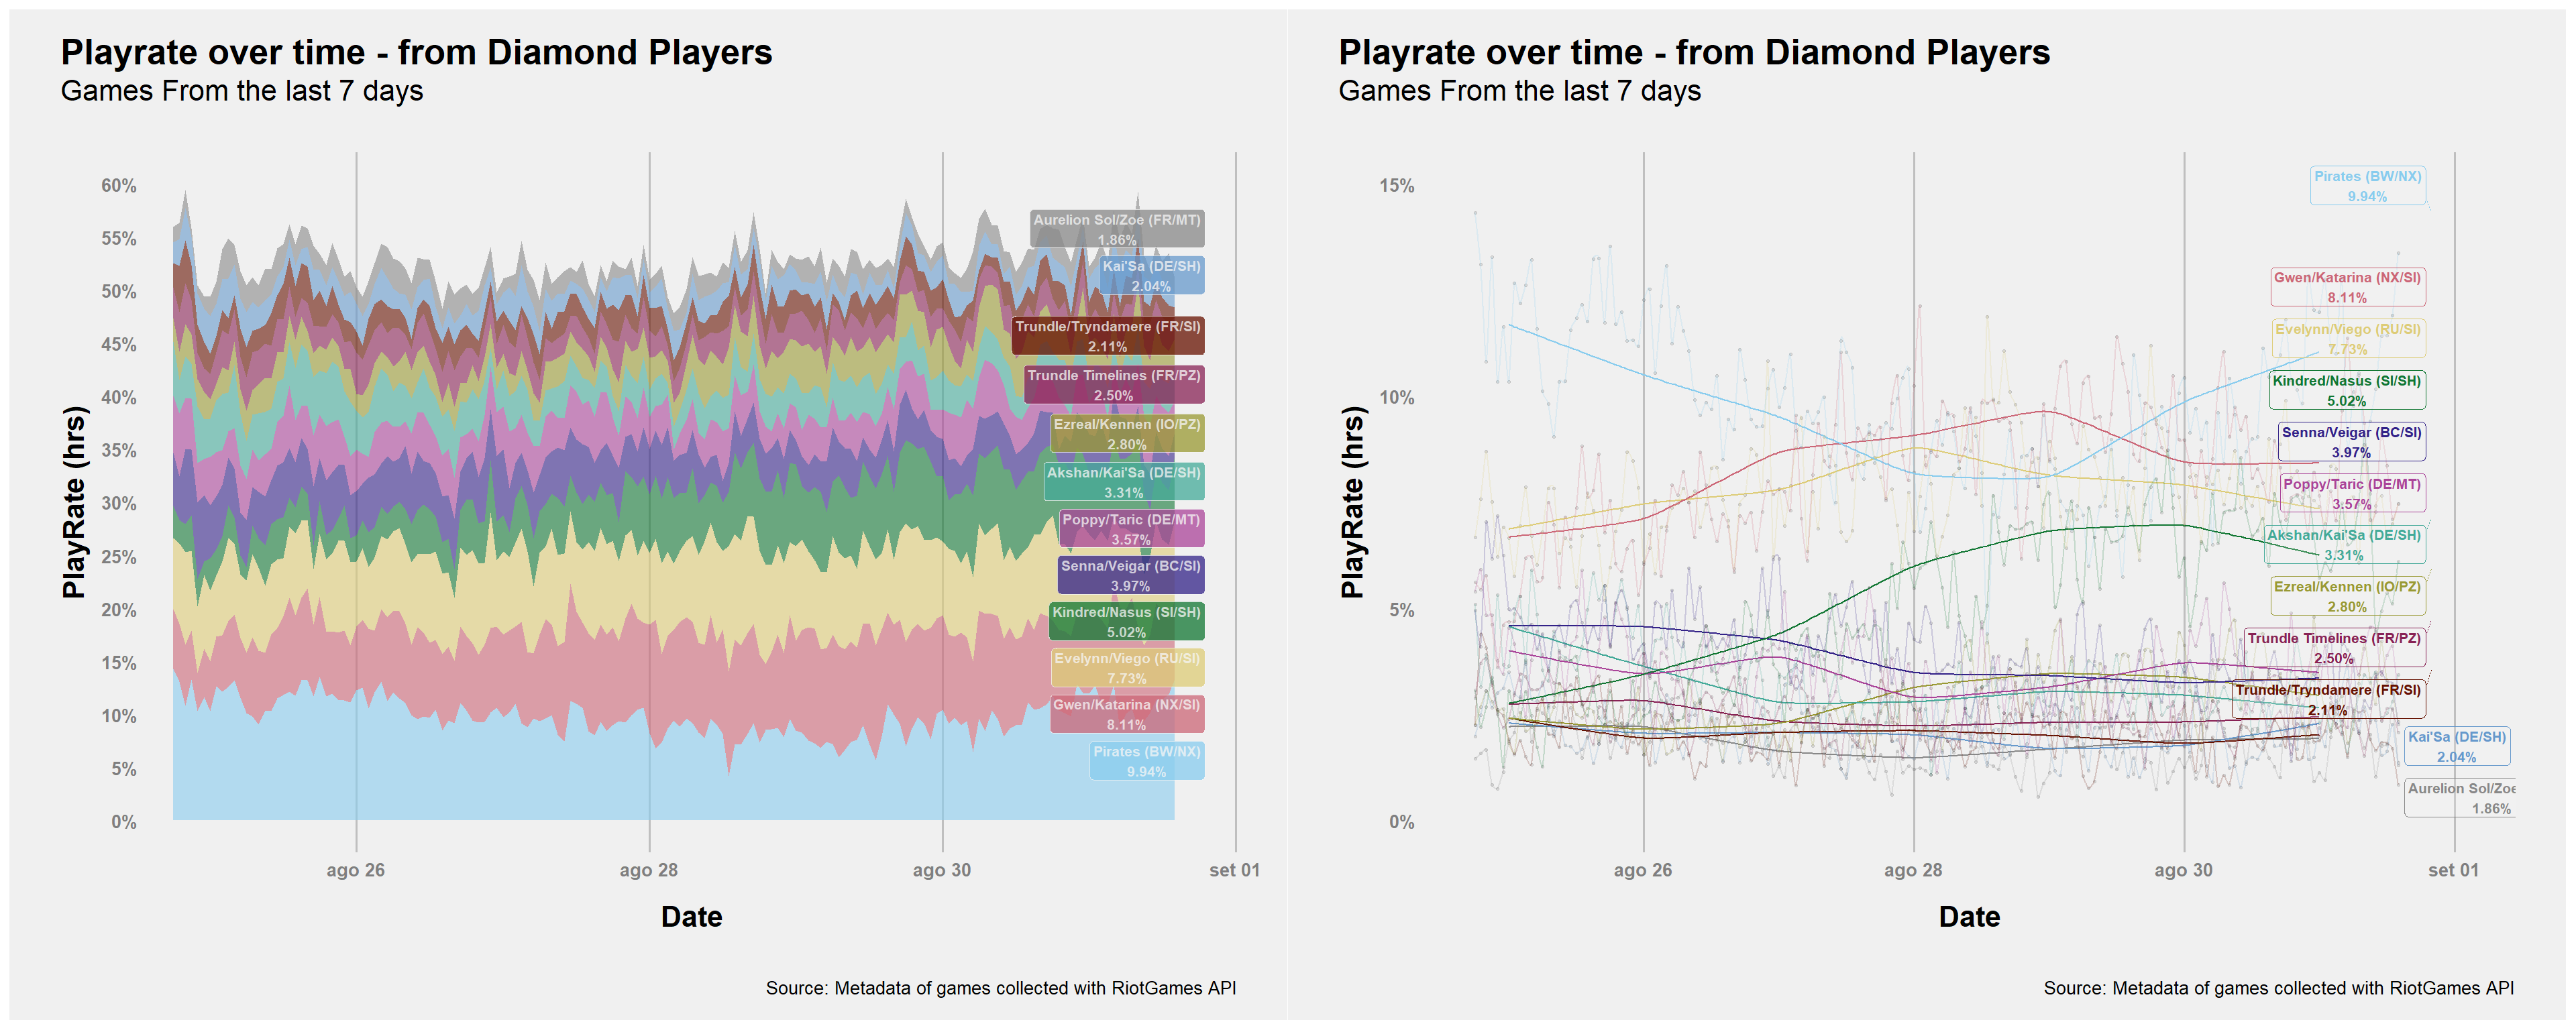 Playrate over time - from Diamond Players
Games From the last 7 days
PlayRate (hrs)
60%
55%
50%
45%
40%
35%
30%
25%
20%
15%
10%
5%
0%
Aurelion Sol/Zoe (FR/MT)
1.86%
Kai'Sa (DE/SH)
2.04%
Trundle/Tryndamere (FR/SI)
2.11%
Trundle Timelines (FR/PZ)
2.50%
Ezreal/Kennen (IO/PZ)
2.80%
Akshan/Kai'Sa (DE/SH)
3.31%
Poppy/Taric (DE/MT)
3.57%
Senna/Veigar (BC/SI)
3.97%
Kindred/Nasus (SI/SH)
5.02%
Evelynn/Viego (RU/SI)
7.73%
Gwen/Katarina (NX/SI)
8.11%
Pirates (BW/NX)
9.94%
ago 26
ago 28
ago 30
set 01
Date
Source: Metadata of games collected with RiotGames API
Playrate over time - from Diamond Players
Games From the last 7 days
PlayRate (hrs)
15%
10%
5%
0%
Pirates (BW/NX)
9.94%
Gwen/Katarina (NX/SI)
8.11%
Evelynn/Viego (RU/SI)
7.73%
Kindred/Nasus (SI/SH)
5.02%
Senna/Veigar (BC/SI)
3.97%
Poppy/Taric (DE/MT)
3.57%
Akshan/Kai'Sa (DE/SH)
3.31%
Ezreal/Kennen (IO/PZ)
2.80%
Trundle Timelines (FR/PZ)
2.50%
Trundle/Tryndamere (FR/SI)
2.11%
Kai'Sa (DE/SH)
2.04%
Aurelion Sol/Zoe
1.86%
ago 26
ago 28
ago 30
set 01
Date
Source: Metadata of games collected with RiotGames API